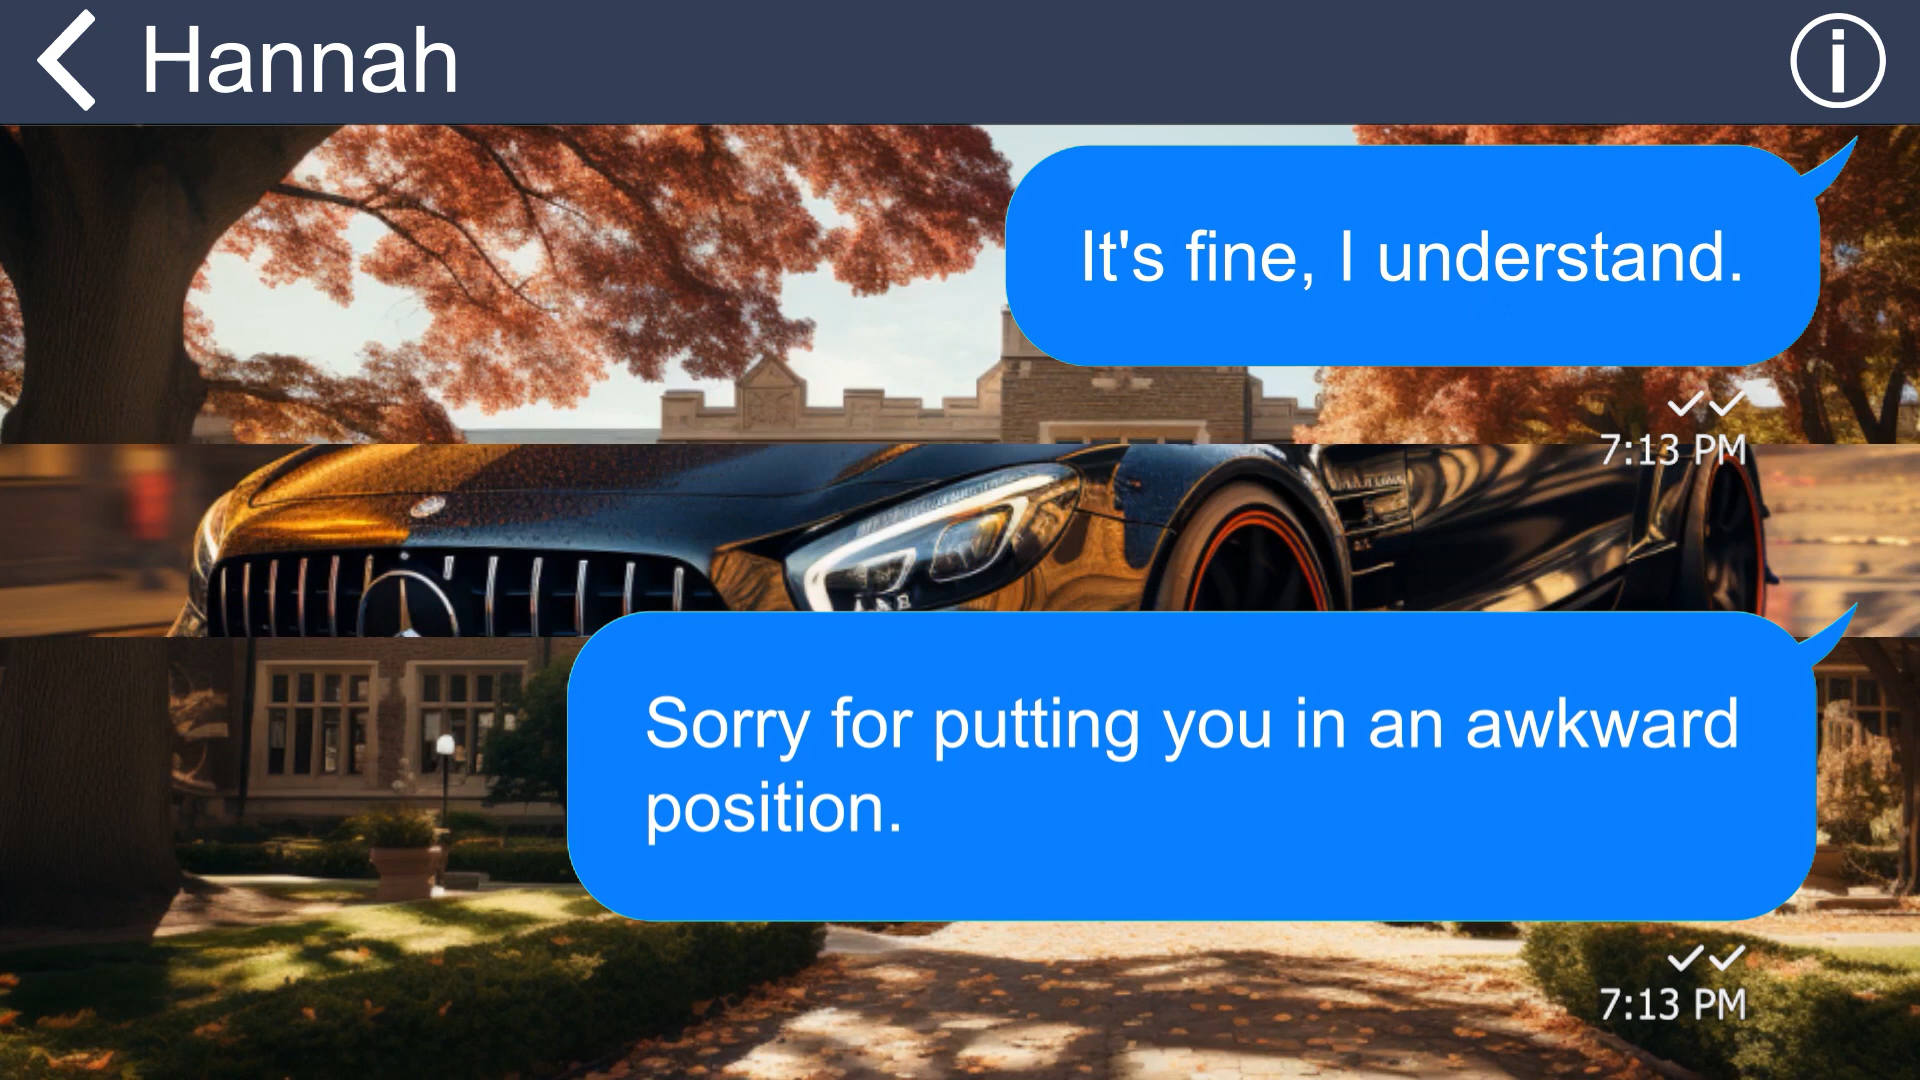 Hannah
It's fine, I understand.
7:13 PM
Sorry for putting you in an awkward
position.
7:13 PM